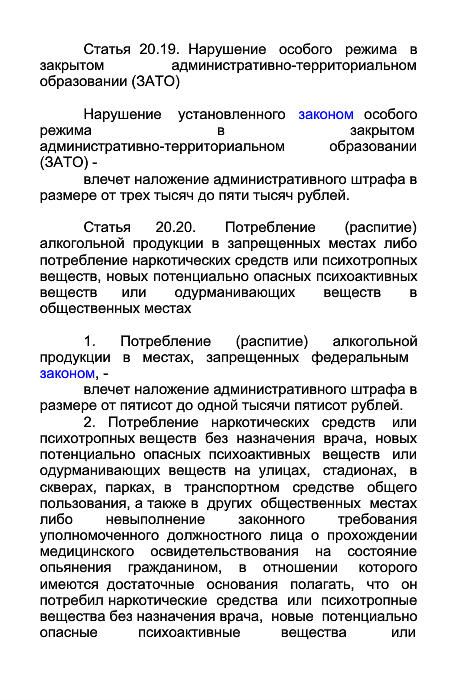 Статья 20.19. Нарушение особого режима в
закрытом административно-территориальном
образовании (ЗАТО)
Нарушение установленного законом особого
режима в закрытом
административно-территориальном образовании
(ЗАТО) -
влечет наложение административного штрафа в
размере от трех тысяч до пяти тысяч рублей.
Статья 20.20. Потребление (распитие)
алкогольной продукции в запрещенных местах либо
потребление наркотических средств или психотропных
веществ, новых потенциально опасных психоактивных
веществ или одурманивающих веществ в
общественных местах
1. Потребление (распитие) алкогольной
продукции в местах, запрещенных федеральным
законом, -
влечет наложение административного штрафа в
размере от пятисот до одной тысячи пятисот рублей.
2. Потребление наркотических средств или
психотропных веществ без назначения врача, новых
потенциально опасных психоактивных веществ или
одурманивающих веществ на улицах, стадионах, в
скверах, парках, в транспортном средстве общего
пользования, а также в других общественных местах
либо невыполнение законного требования
уполномоченного должностного лица о прохождении
медицинского освидетельствования на состояние
опьянения гражданином, в отношении которого
имеются достаточные основания полагать, что он
потребил наркотические средства или психотропные
вещества без назначения врача, новые потенциально
опасные психоактивные вещества или